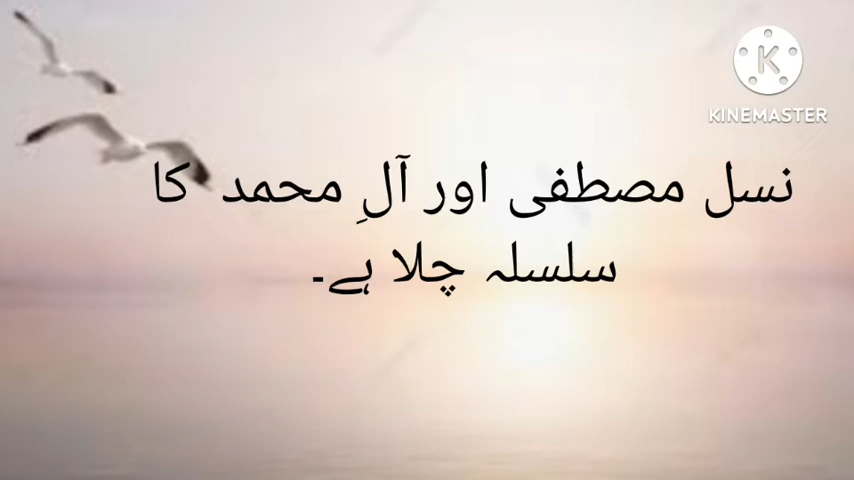 KINEMASTER
نسل مصطفی اور آلِ محمد کا
سلسلہ چلا ہے۔